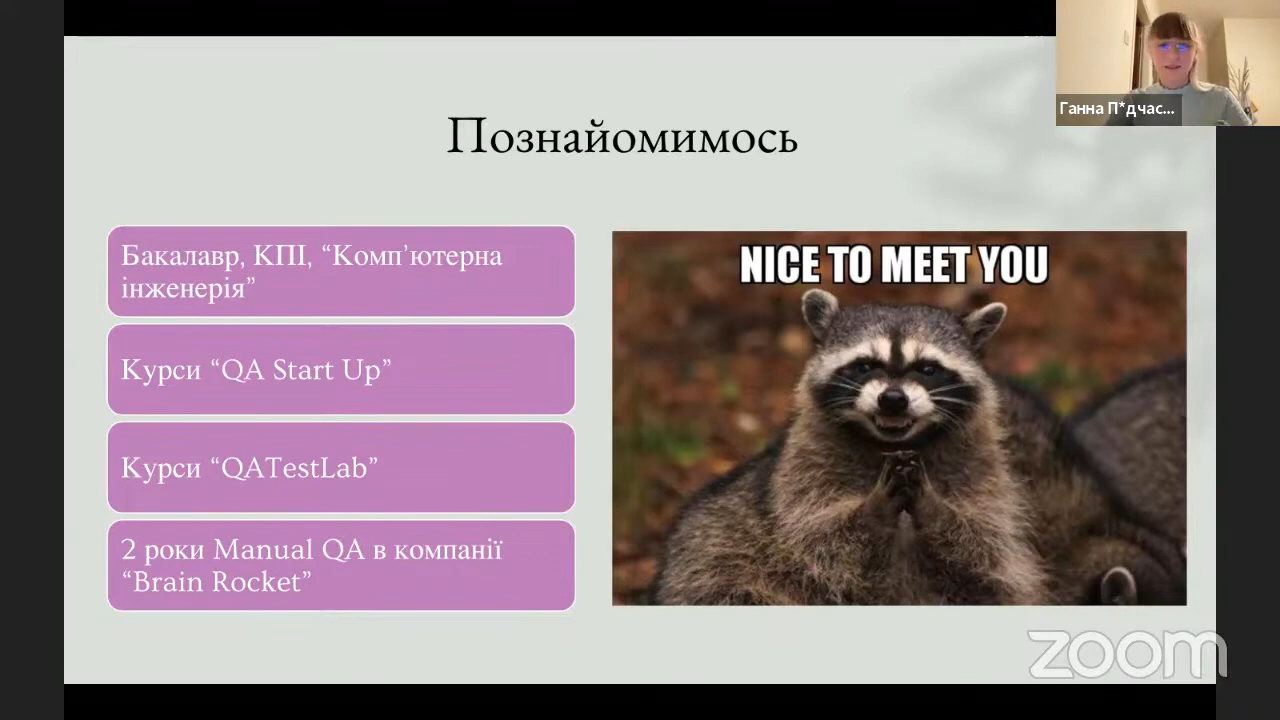 Ганна П*дчас...
Познайомимось
Бакалавр, КПІ, “Комп’ютерна
інженерія”
Курси “QA Start Up”
Курси “QATestLab”
2 роки Manual QA в компанії
“Brain Rocket”
NICE TO MEET YOU
zoom